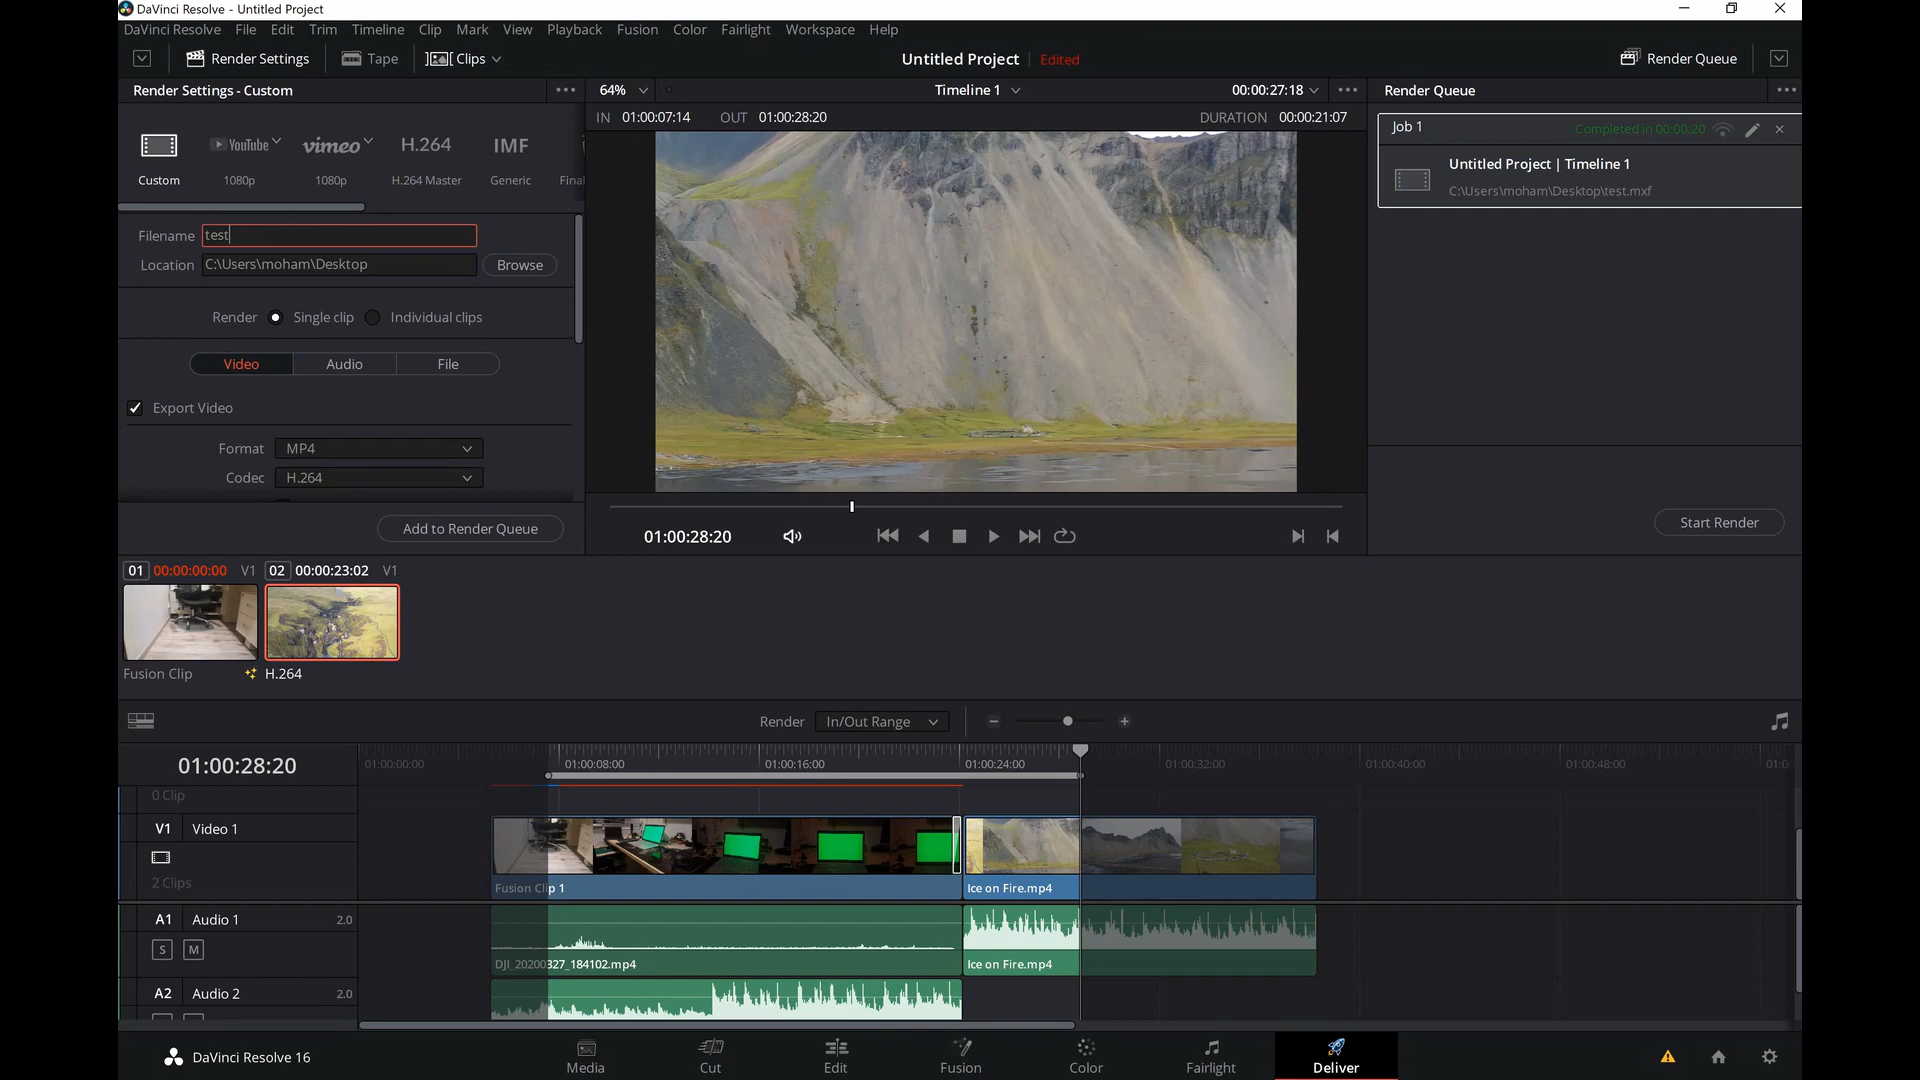 DaVinci Resolve - Untitled Project
DaVinci Resolve File Edit Trim Timeline Clip Mark View Playback Fusion Color Fairlight Workspace Help
Render Settings Tape Clips Untitled Project Edited Render Queue
Render Settings - Custom 64% Timeline 1 00:00:27:18 Render Queue
IN 01:00:07:14 OUT 01:00:28:20 DURATION 00:00:21:07
Job 1 Completed in 00:00:20
YouTube vimeo H.264 IMF
Untitled Project | Timeline 1
Custom 1080p 1080p H.264 Master Generic Final
C:\Users\moham\Desktop\test.mxf
Filename test
Location C:\Users\moham\Desktop Browse
Render Single clip Individual clips
Video Audio File
Export Video
Format MP4
Codec H.264
Add to Render Queue
01:00:28:20
Start Render
01 00:00:00:00 V1 02 00:00:23:02 V1
Fusion Clip H.264
Render In/Out Range
01:00:28:20
01:00:00:00 01:00:08:00 01:00:16:00 01:00:24:00 01:00:32:00 01:00:40:00 01:00:48:00 01:00
0 Clip
V1 Video 1
2 Clips
Fusion Clip 1 Ice on Fire.mp4
A1 Audio 1 2.0
S M
DJI_20200327_184102.mp4 Ice on Fire.mp4
A2 Audio 2 2.0
DaVinci Resolve 16
Media Cut Edit Fusion Color Fairlight Deliver